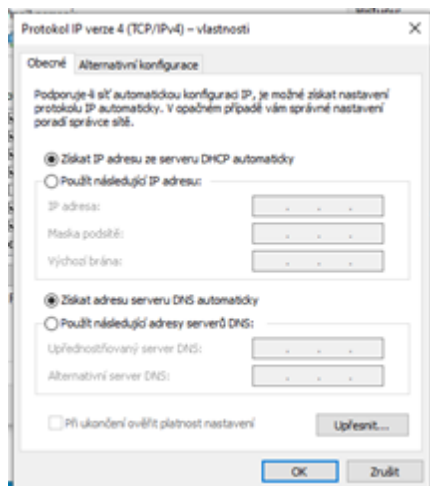 Protokol IP verze 4 (TCP/IPv4) – vlastnosti
Obecné
Alternativní konfigurace
Podporuje-li síť automatickou konfiguraci IP, je možné získat nastavení
protokolu IP automaticky. V opačném případě vám správné nastavení
poradí správce sítě.
Získat IP adresu ze serveru DHCP automaticky
Použít následující IP adresu:
IP adresa:
Maska podsítě:
Výchozí brána:
Získat adresu serveru DNS automaticky
Použít následující adresy serverů DNS:
Upřednostňovaný server DNS:
Alternativní server DNS:
Při ukončení ověřit platnost nastavení
Upřesnit...
OK
Zrušit